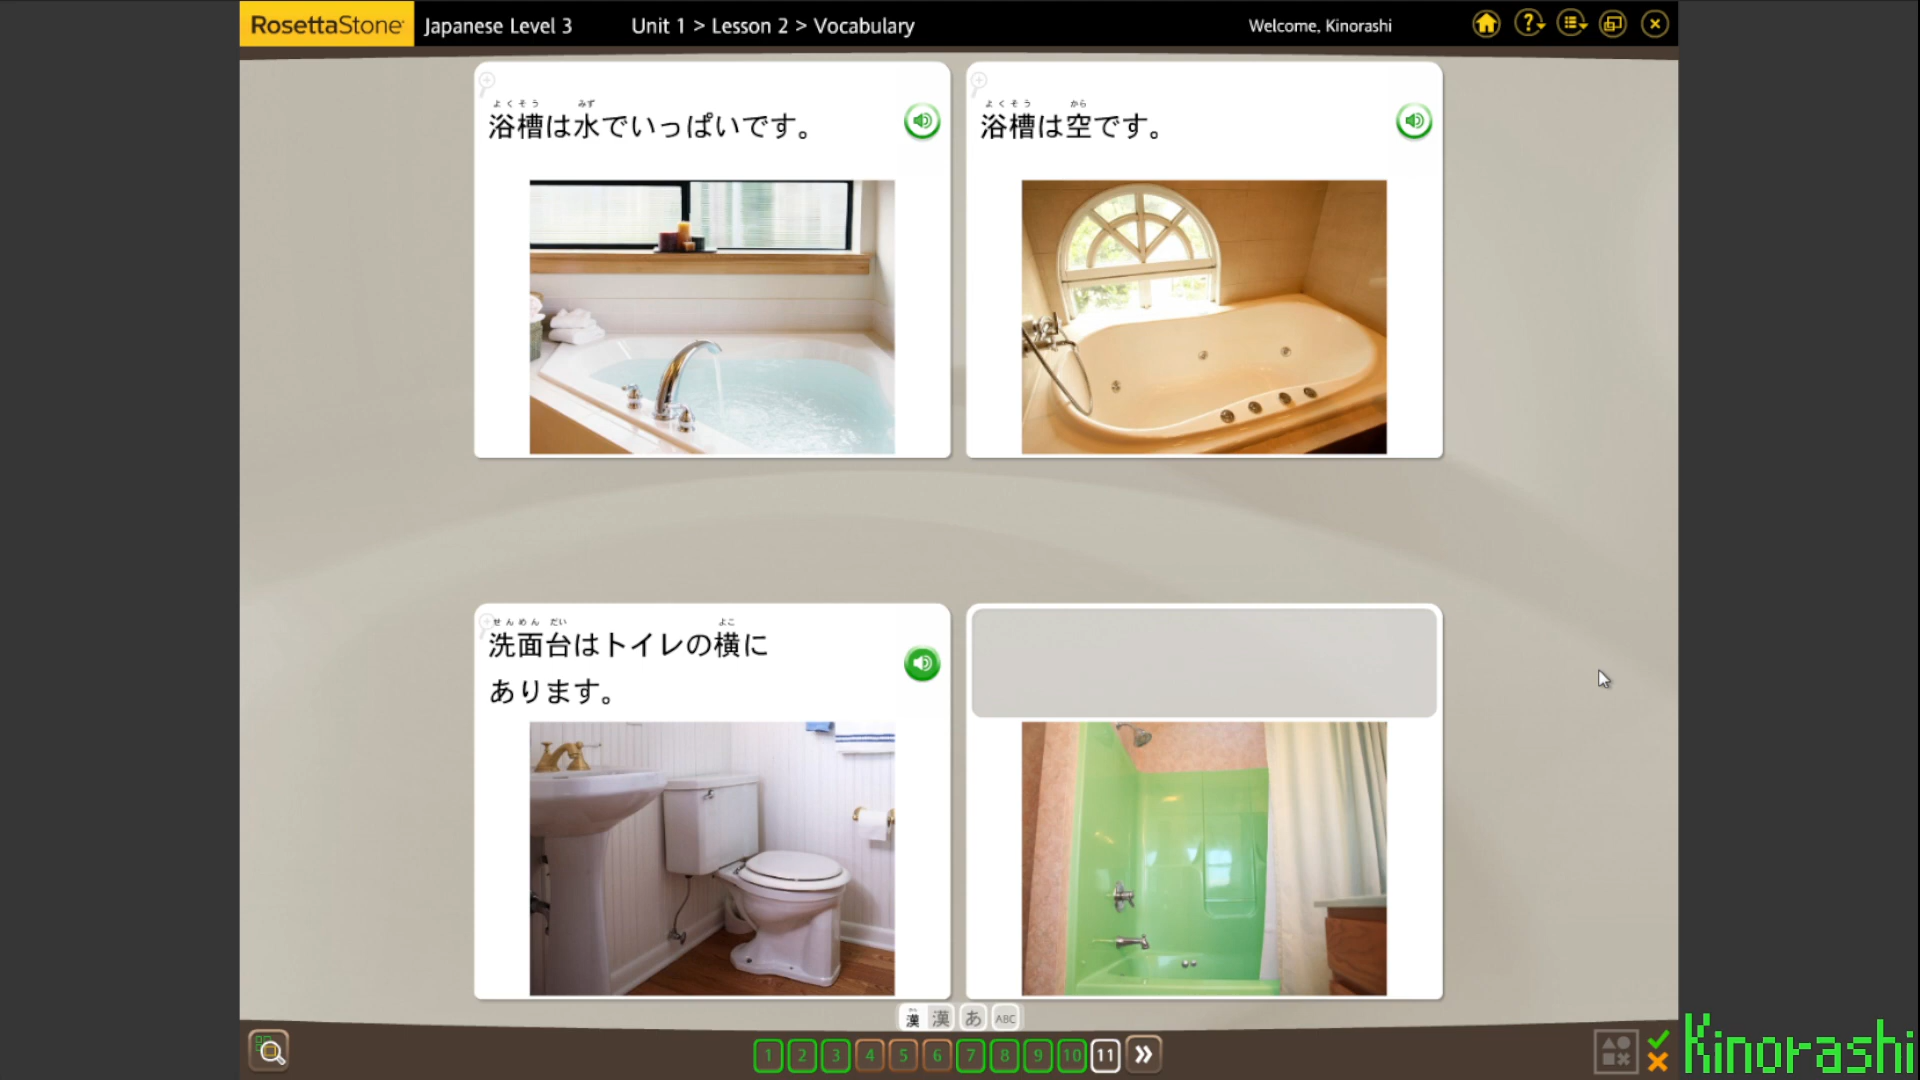 RosettaStone
Japanese Level 3
Unit 1 > Lesson 2 > Vocabulary
Welcome, Kinorashi
よくそう みず
浴槽は水でいっぱいです。
よくそう から
浴槽は空です。
せんめん だい よこ
洗面台はトイレの横に
あります。
漢 漢 あ ABC
1 2 3 4 5 6 7 8 9 10 11
Kinorashi